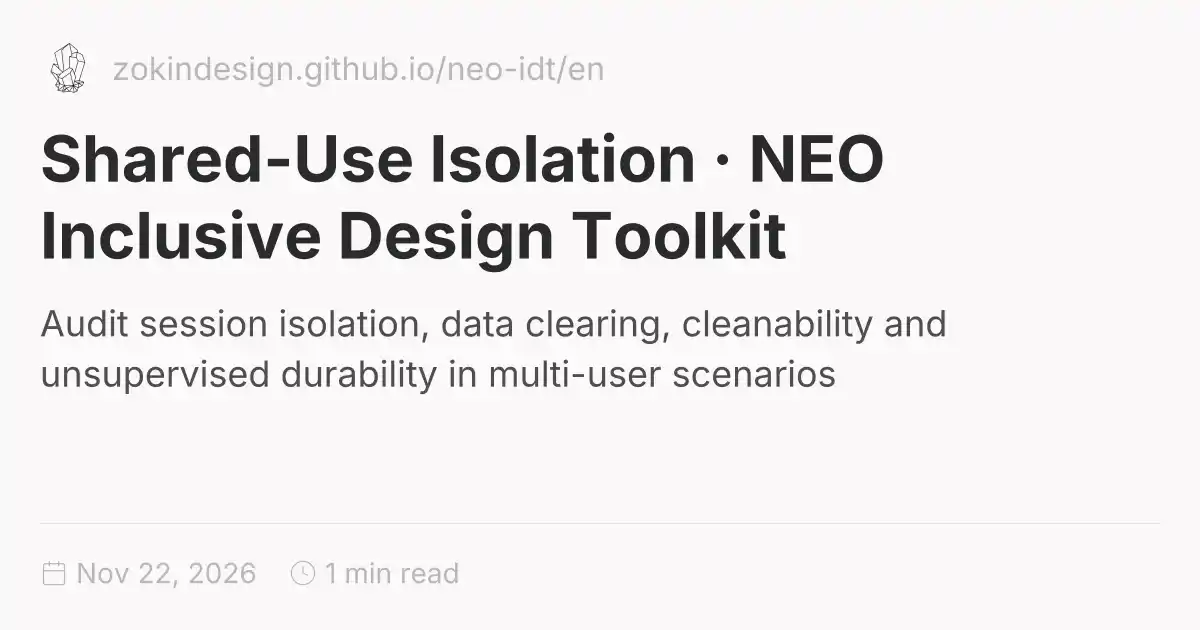 zokindesign.github.io/neo-idt/en
Shared-Use Isolation · NEO
Inclusive Design Toolkit
Audit session isolation, data clearing, cleanability and
unsupervised durability in multi-user scenarios
Nov 22, 2026 1 min read